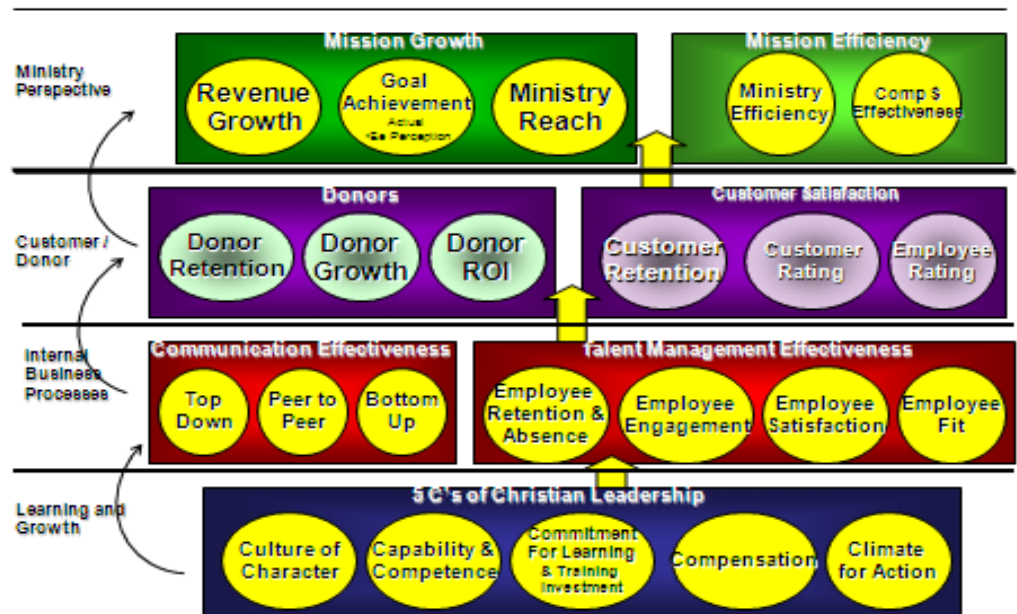 Mission Growth
Mission Efficiency
Ministry
Perspective
Revenue
Growth
Goal
Achievement
Actual
Ministry
Reach
Ministry
Efficiency
Comp $
Effectiveness
Donors
Customer Satisfaction
Customer /
Donor
Donor
Retention
Donor
Growth
Donor
ROI
Customer
Retention
Customer
Rating
Employee
Rating
Internal
Business
Processes
Communication Effectiveness
Talent Management Effectiveness
Top
Down
Peer to
Peer
Bottom
Up
Employee
Retention &
Absence
Employee
Engagement
Employee
Satisfaction
Employee
Fit
Learning and
Growth
5 C's of Christian Leadership
Culture of
Character
Capability &
Competence
Commitment
For Learning
& Training
Investment
Compensation
Climate
for Action